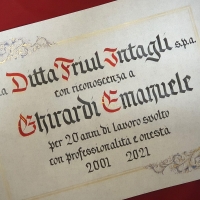 La Ditta Friul Intagli s.p.a.
con riconoscenza a
Ghirardi Emanuele
per 20 anni di lavoro svolto
con professionalità e onestà
2001 2021